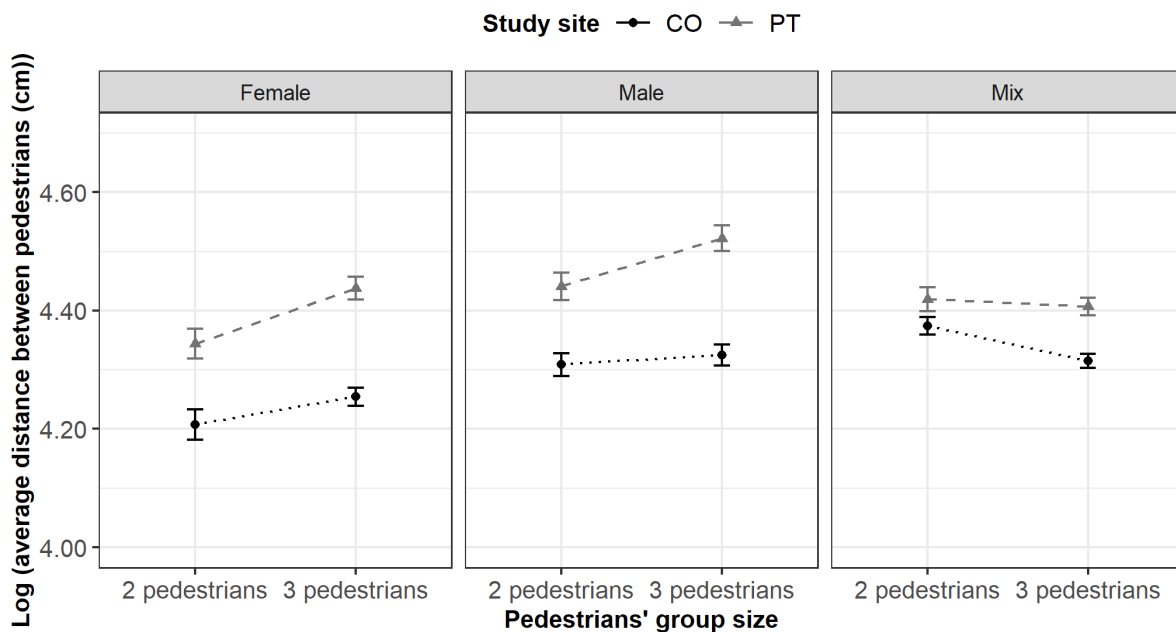 Study site CO PT
Female Male Mix
Log (average distance between pedestrians (cm))
4.60
4.40
4.20
4.00
2 pedestrians 3 pedestrians 2 pedestrians 3 pedestrians 2 pedestrians 3 pedestrians
Pedestrians' group size